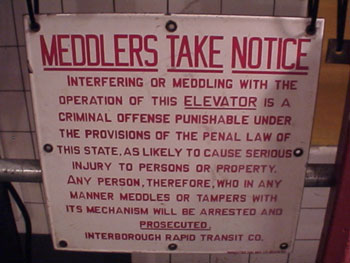 MEDDLERS TAKE NOTICE
INTERFERING OR MEDDLING WITH THE
OPERATION OF THIS ELEVATOR IS A
CRIMINAL OFFENSE PUNISHABLE UNDER
THE PROVISIONS OF THE PENAL LAW OF
THIS STATE, AS LIKELY TO CAUSE SERIOUS
INJURY TO PERSONS OR PROPERTY.
ANY PERSON, THEREFORE, WHO IN ANY
MANNER MEDDLES OR TAMPERS WITH
ITS MECHANISM WILL BE ARRESTED AND
PROSECUTED.
INTERBOROUGH RAPID TRANSIT CO.